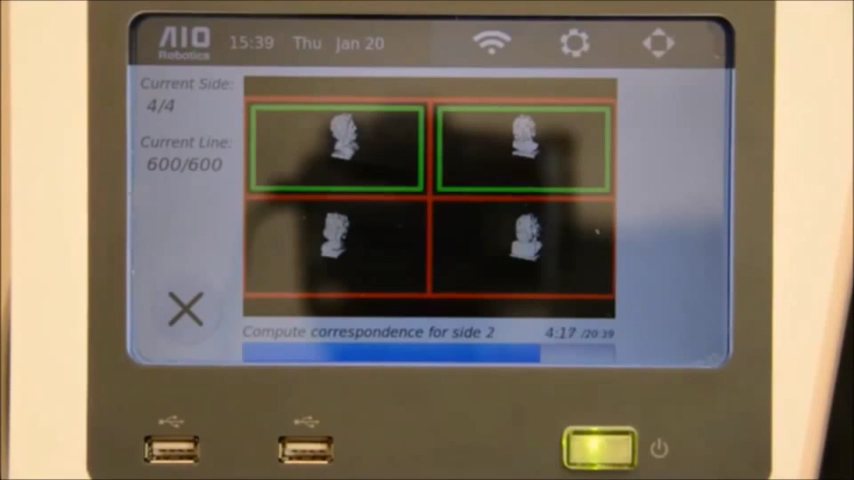 AIO
Robotics
15:39 Thu Jan 20
Current Side:
4/4
Current Line:
600/600
Compute correspondence for side 2 4:17 /20:39